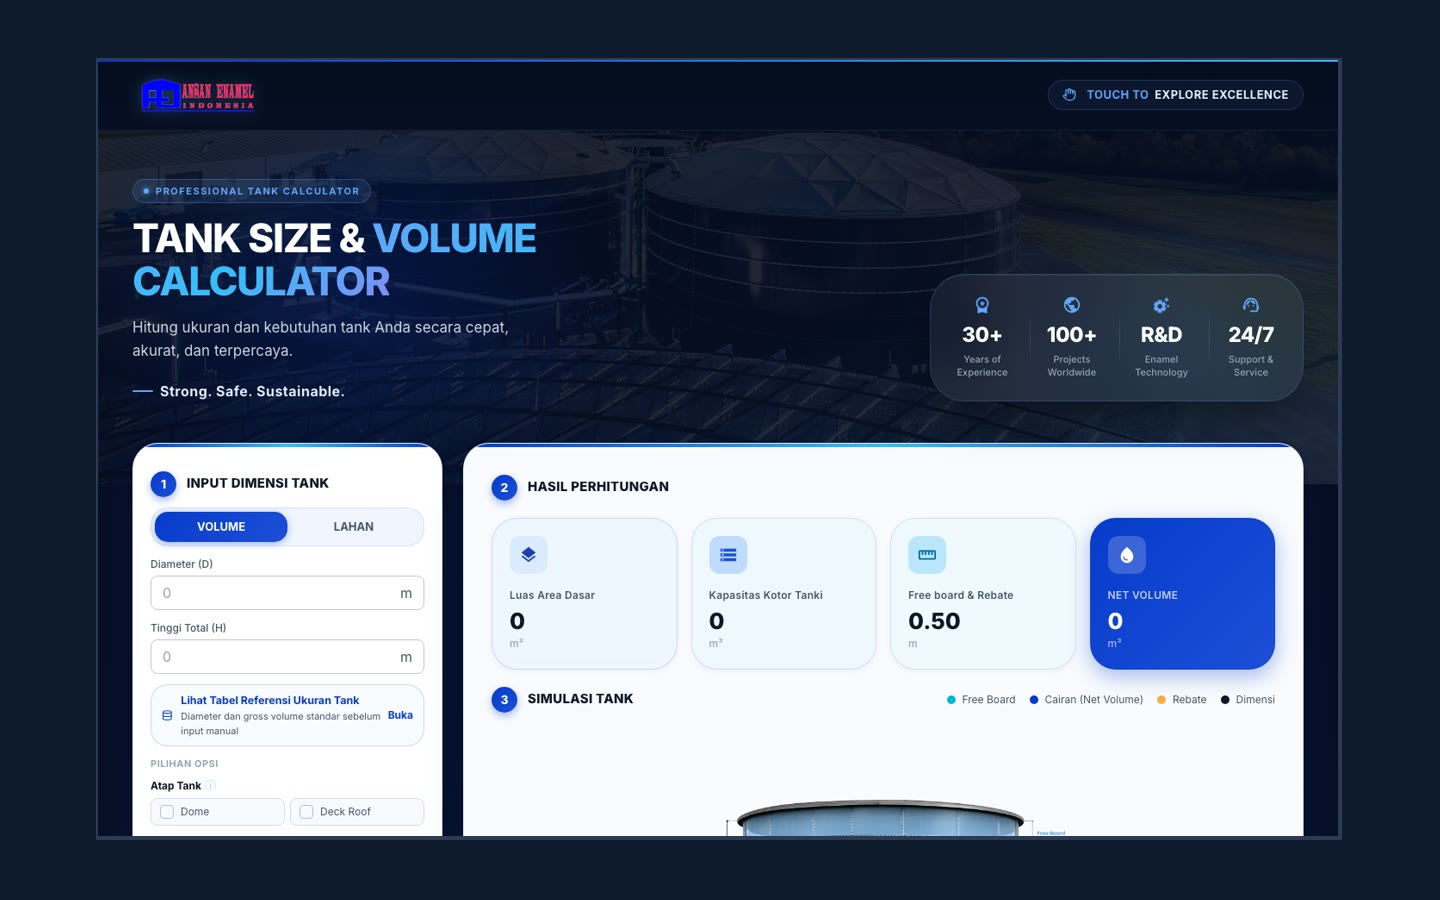 ANSAN ENAMEL
INDONESIA
TOUCH TO EXPLORE EXCELLENCE
PROFESSIONAL TANK CALCULATOR
TANK SIZE & VOLUME
CALCULATOR
Hitung ukuran dan kebutuhan tank Anda secara cepat,
akurat, dan terpercaya.
Strong. Safe. Sustainable.
30+
Years of
Experience
100+
Projects
Worldwide
R&D
Enamel
Technology
24/7
Support &
Service
1 INPUT DIMENSI TANK
VOLUME LAHAN
Diameter (D)
0 m
Tinggi Total (H)
0 m
Lihat Tabel Referensi Ukuran Tank
Diameter dan gross volume standar sebelum
input manual
Buka
PILIHAN OPSI
Atap Tank
Dome Deck Roof
2 HASIL PERHITUNGAN
Luas Area Dasar
0
m²
Kapasitas Kotor Tanki
0
m³
Free board & Rebate
0.50
m
NET VOLUME
0
m³
3 SIMULASI TANK
Free Board Cairan (Net Volume) Rebate Dimensi
Free Board